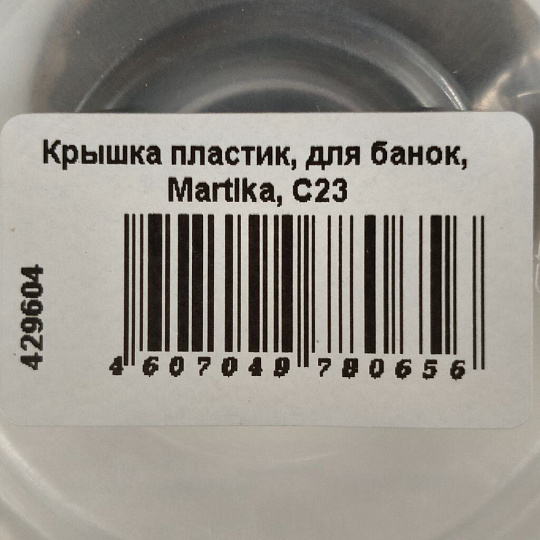 Крышка пластик, для банок,
Martika, C23
429604
4 607049 780656